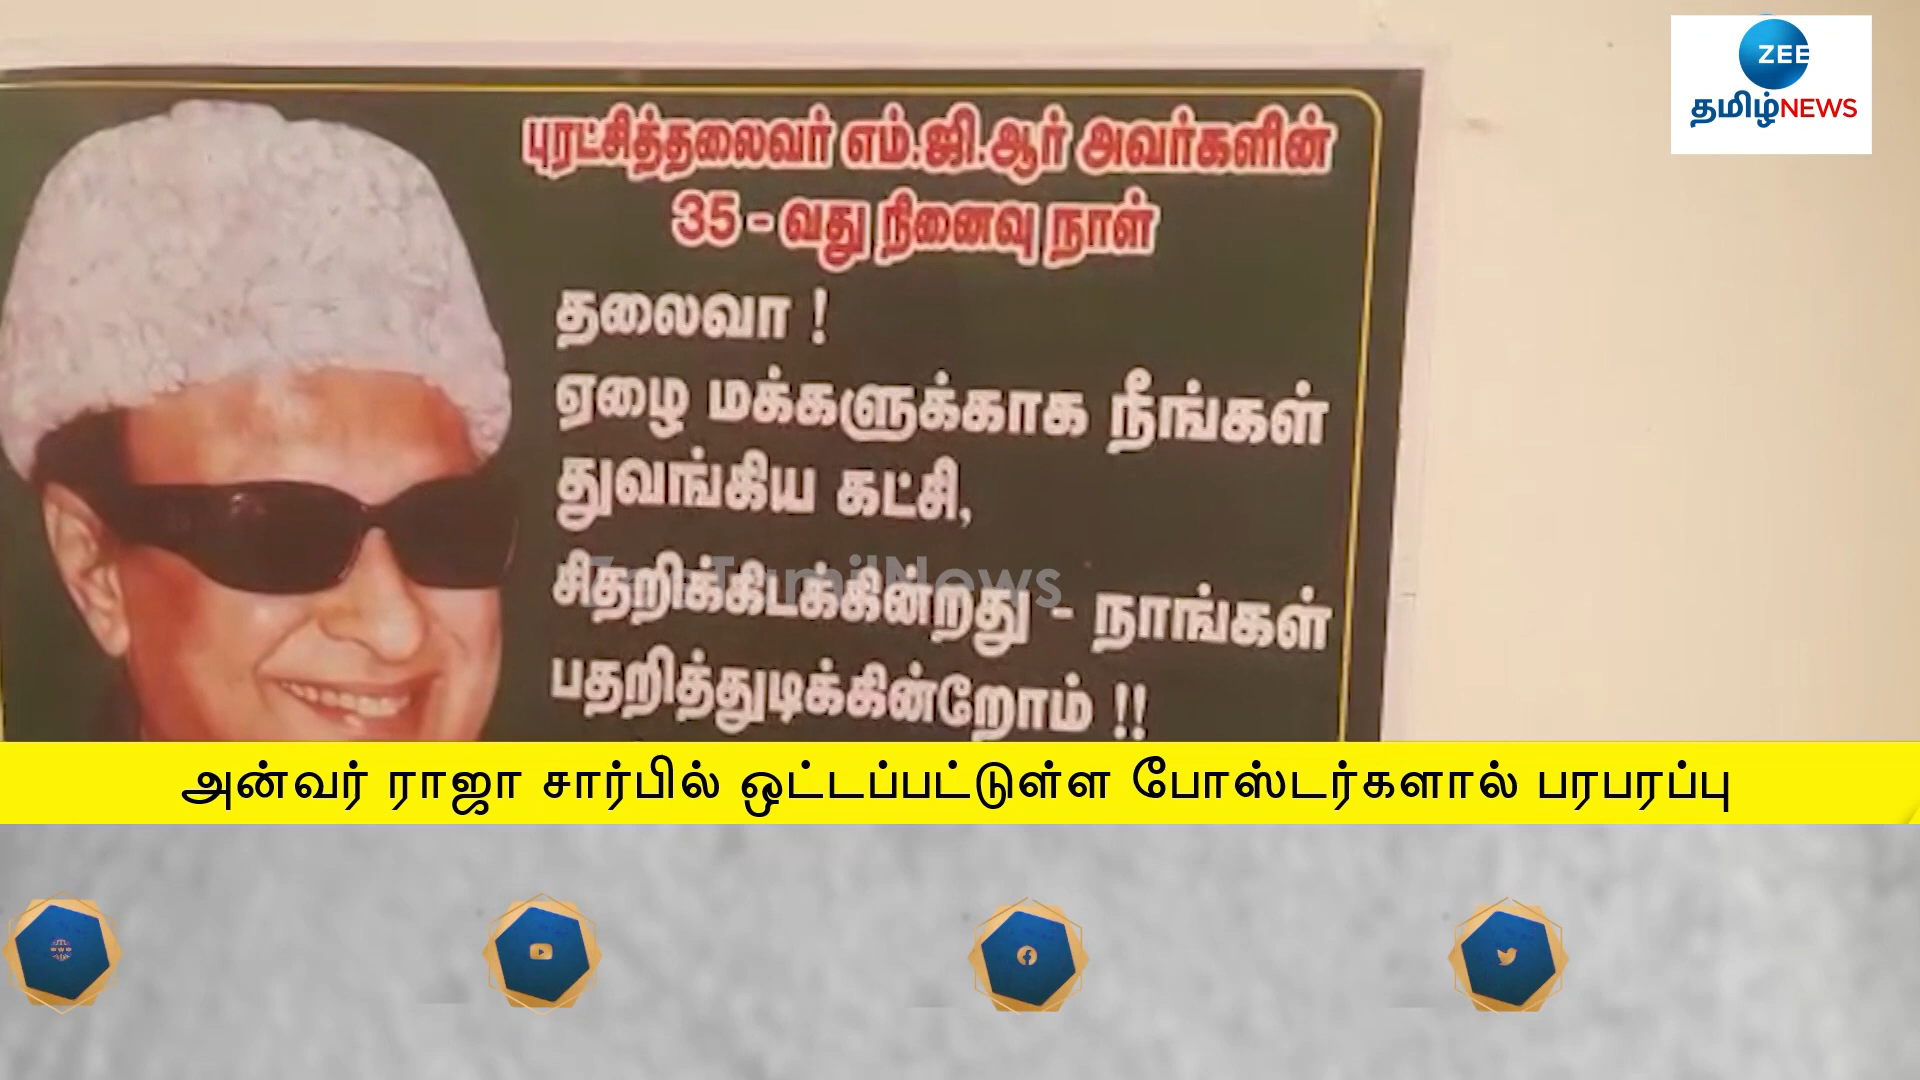 ZEE
தமிழ் NEWS
புரட்சித்தலைவர் எம்.ஜி.ஆர் அவர்களின்
35 - வது நினைவு நாள்
தலைவா !
ஏழை மக்களுக்காக நீங்கள்
துவங்கிய கட்சி,
சிதறிக்கிடக்கின்றது - நாங்கள்
பதறித்துடிக்கின்றோம் !!
ZeeTamilNews
அன்வர் ராஜா சார்பில் ஒட்டப்பட்டுள்ள போஸ்டர்களால் பரபரப்பு